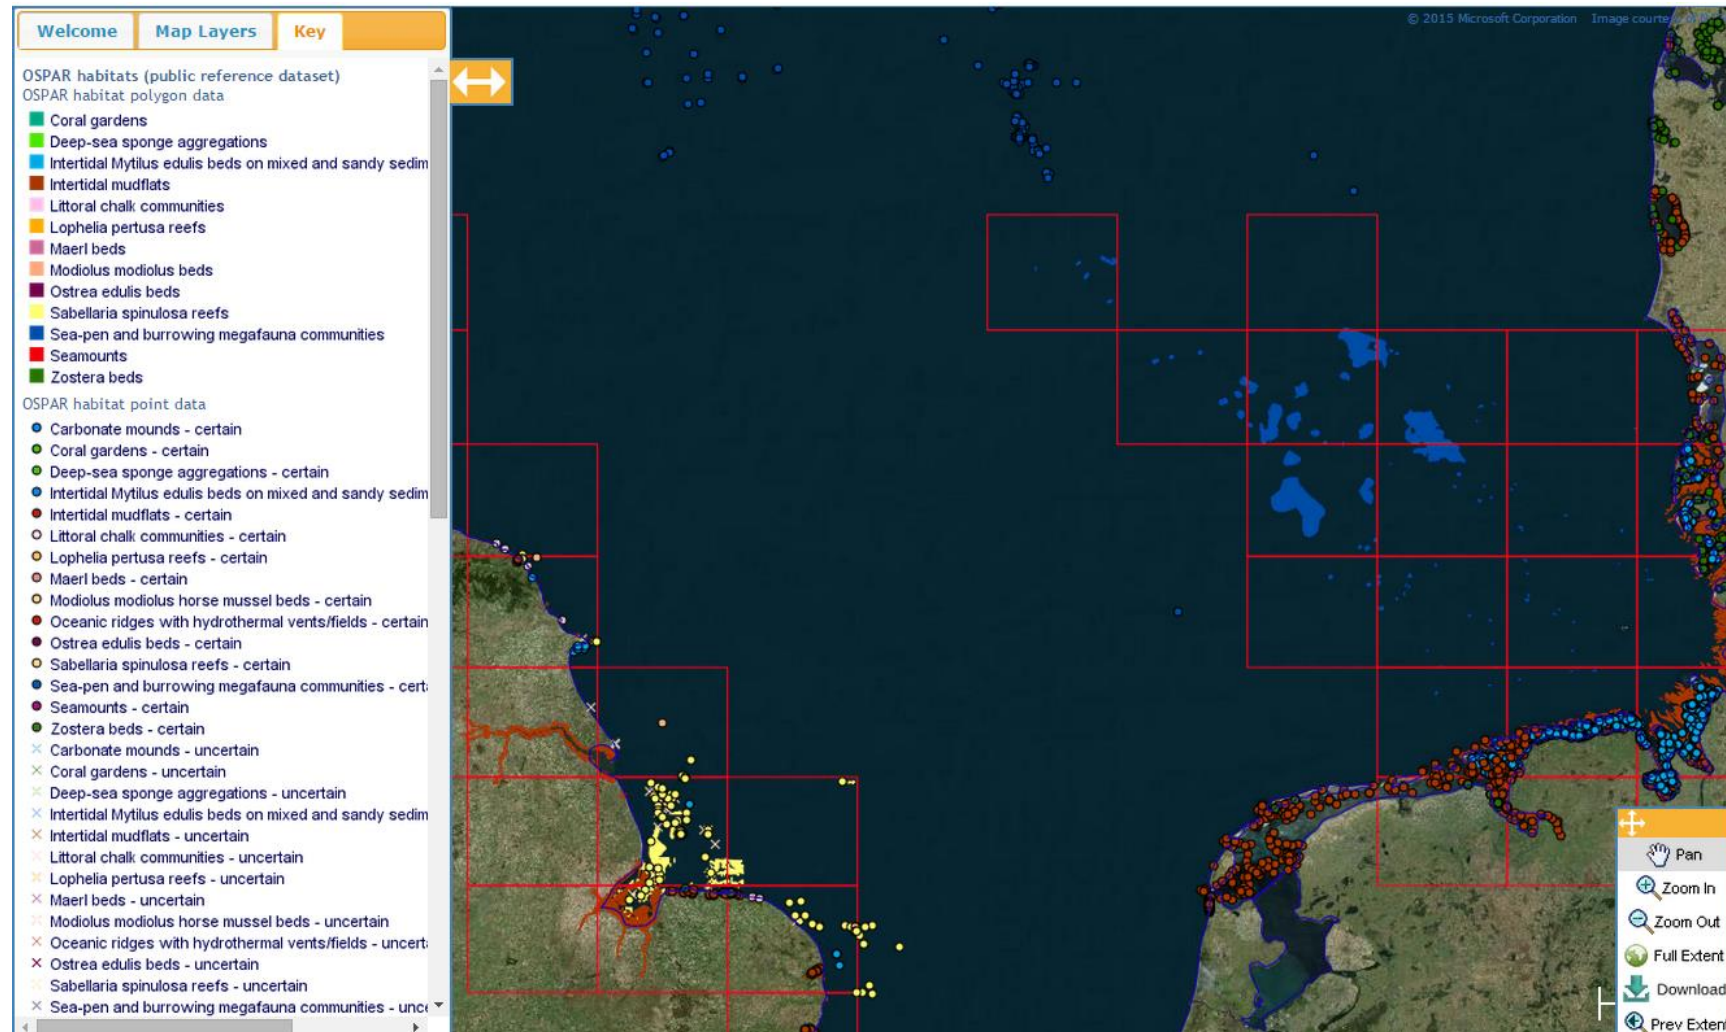 Welcome
Map Layers
Key
© 2015 Microsoft Corporation Image courte
OSPAR habitats (public reference dataset)
OSPAR habitat polygon data
Coral gardens
Deep-sea sponge aggregations
Intertidal Mytilus edulis beds on mixed and sandy sedim
Intertidal mudflats
Littoral chalk communities
Lophelia pertusa reefs
Maerl beds
Modiolus modiolus beds
Ostrea edulis beds
Sabellaria spinulosa reefs
Sea-pen and burrowing megafauna communities
Seamounts
Zostera beds
OSPAR habitat point data
Carbonate mounds - certain
Coral gardens - certain
Deep-sea sponge aggregations - certain
Intertidal Mytilus edulis beds on mixed and sandy sedim
Intertidal mudflats - certain
Littoral chalk communities - certain
Lophelia pertusa reefs - certain
Maerl beds - certain
Modiolus modiolus horse mussel beds - certain
Oceanic ridges with hydrothermal vents/fields - certain
Ostrea edulis beds - certain
Sabellaria spinulosa reefs - certain
Sea-pen and burrowing megafauna communities - cert
Seamounts - certain
Zostera beds - certain
Carbonate mounds - uncertain
Coral gardens - uncertain
Deep-sea sponge aggregations - uncertain
Intertidal Mytilus edulis beds on mixed and sandy sedim
Intertidal mudflats - uncertain
Littoral chalk communities - uncertain
Lophelia pertusa reefs - uncertain
Maerl beds - uncertain
Modiolus modiolus horse mussel beds - uncertain
Oceanic ridges with hydrothermal vents/fields - uncert
Ostrea edulis beds - uncertain
Sabellaria spinulosa reefs - uncertain
Sea-pen and burrowing megafauna communities - unc
Pan
Zoom In
Zoom Out
Full Extent
Download
Prev Extent